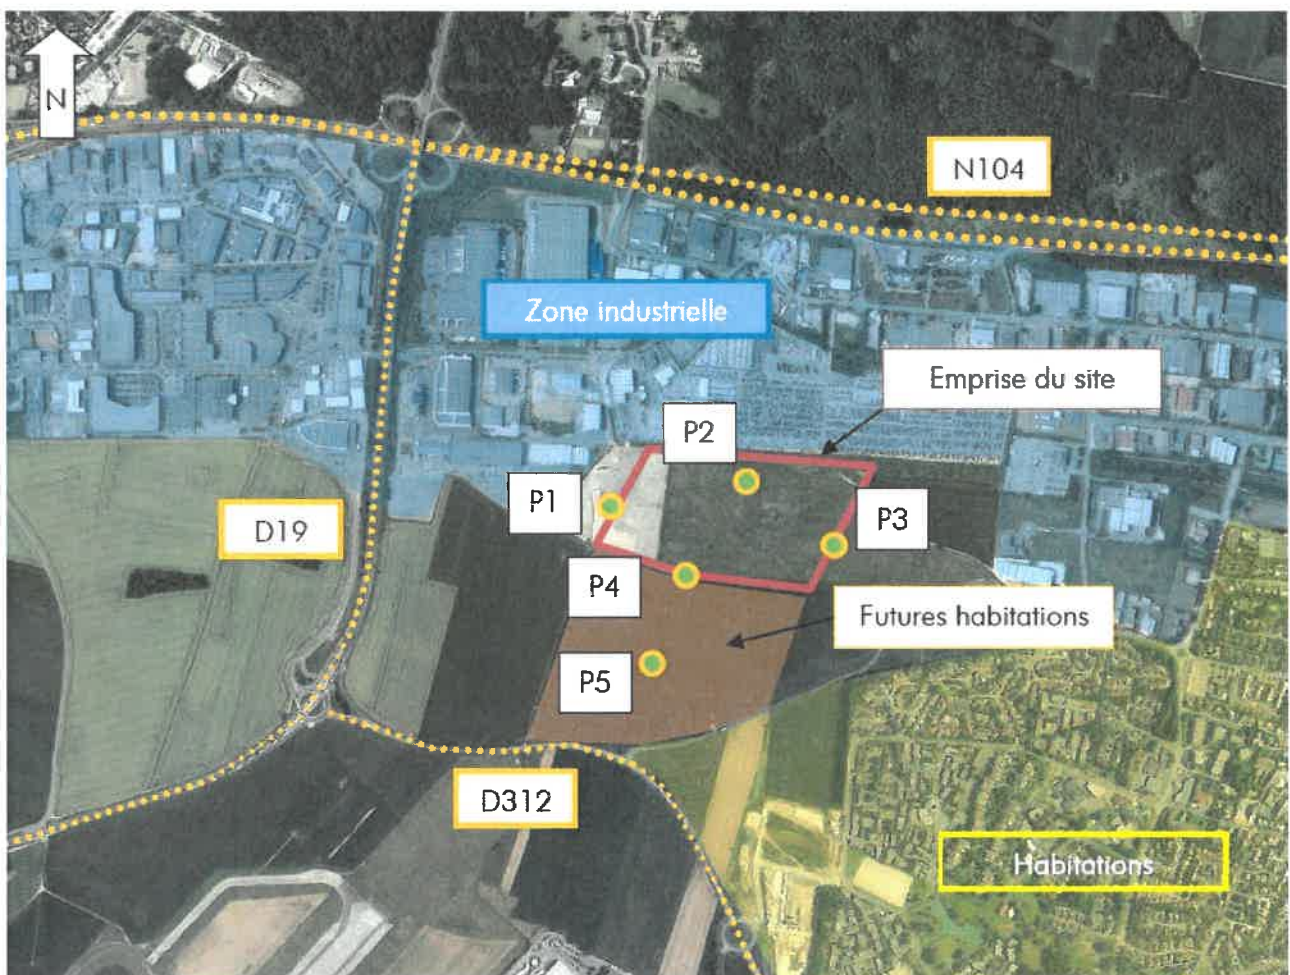 N
N104
Zone industrielle
Emprise du site
P2
P1
P3
D19
P4
Futures habitations
P5
D312
Habitations